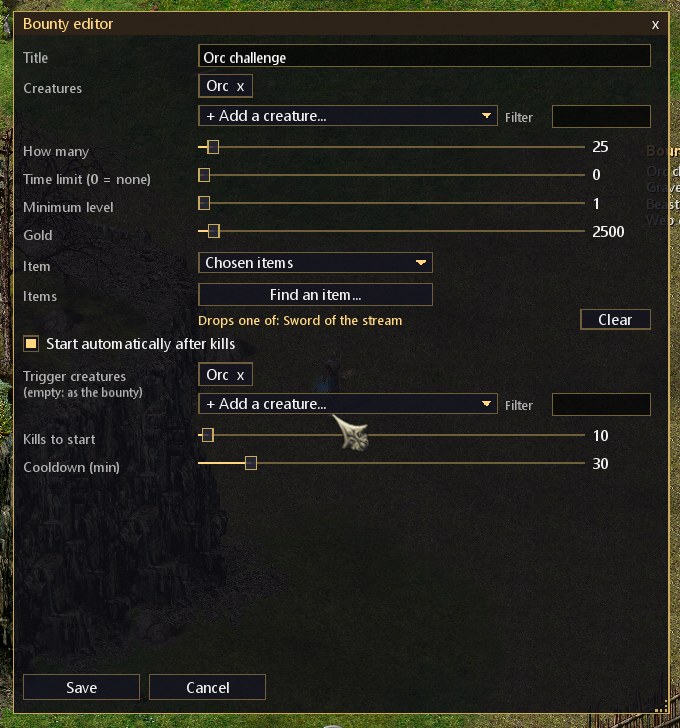 Bounty editor x
Title Orc challenge
Creatures Orc x
+ Add a creature... Filter
How many 25
Time limit (0 = none) 0
Minimum level 1
Gold 2500
Item Chosen items
Items Find an item...
Drops one of: Sword of the stream Clear
Start automatically after kills
Trigger creatures Orc x
(empty: as the bounty)
+ Add a creature... Filter
Kills to start 10
Cooldown (min) 30
Save Cancel